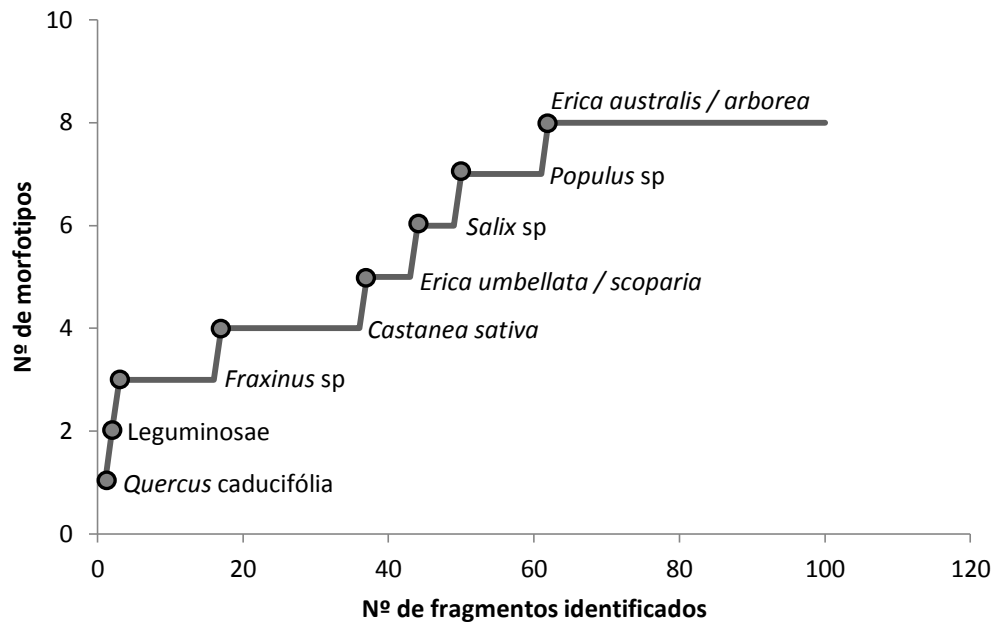 10
8
6
4
2
0
Nº de morfotipos
Erica australis / arborea
Populus sp
Salix sp
Erica umbellata / scoparia
Castanea sativa
Fraxinus sp
Leguminosae
Quercus caducifólia
0 20 40 60 80 100 120
Nº de fragmentos identificados